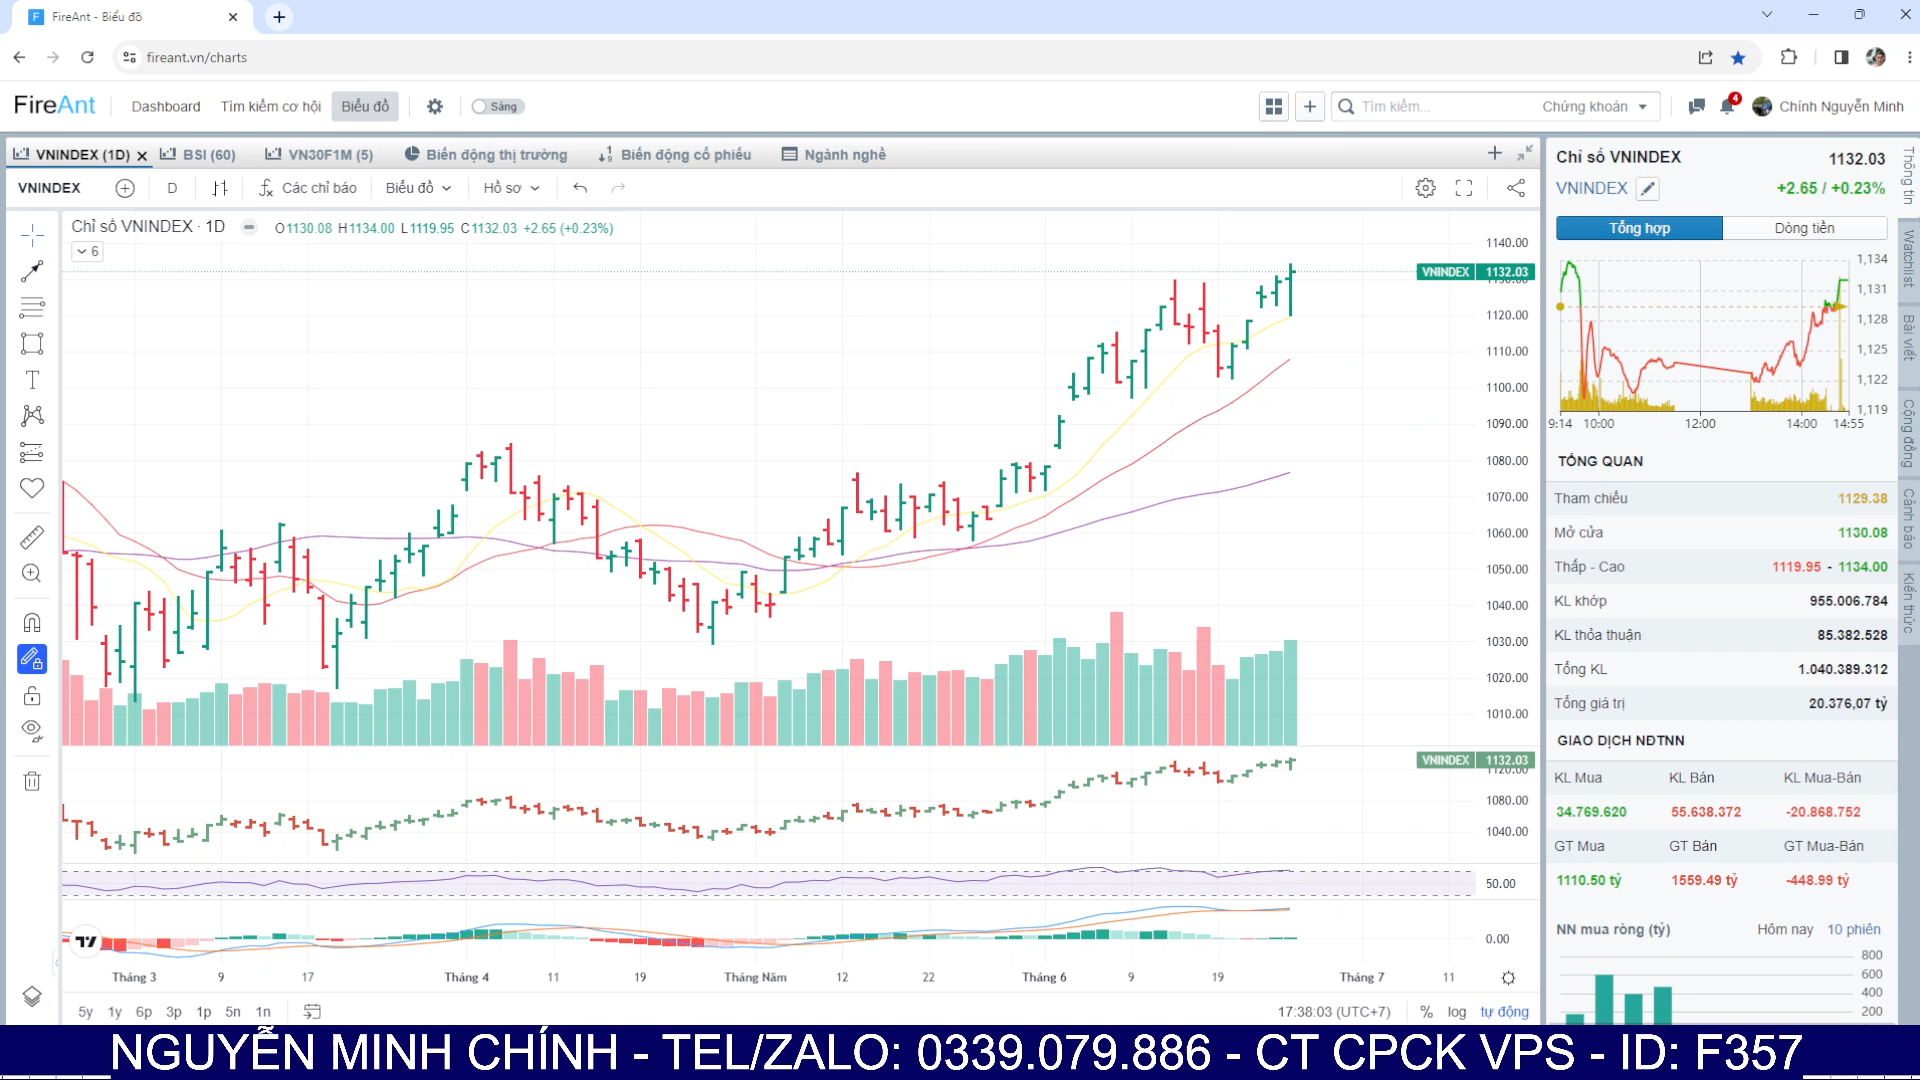 FireAnt - Biểu đồ
fireant.vn/charts
FireAnt Dashboard Tìm kiếm cơ hội Biểu đồ Sáng Tìm kiếm... Chứng khoán 4 Chính Nguyễn Minh
VNINDEX (1D) BSI (60) VN30F1M (5) Biến động thị trường Biến động cổ phiếu Ngành nghề
VNINDEX D Các chỉ báo Biểu đồ Hồ sơ
Chỉ số VNINDEX · 1D O1130.08 H1134.00 L1119.95 C1132.03 +2.65 (+0.23%)
6
1140.00
VNINDEX 1132.03
1130.00
1120.00
1110.00
1100.00
1090.00
1080.00
1070.00
1060.00
1050.00
1040.00
1030.00
1020.00
1010.00
VNINDEX 1132.03
1120.00
1080.00
1040.00
50.00
0.00
Tháng 3 9 17 Tháng 4 11 19 Tháng Năm 12 22 Tháng 6 9 19 Tháng 7 11
5y 1y 6p 3p 1p 5n 1n 17:38:03 (UTC+7) % log tự động
Chỉ số VNINDEX 1132.03
VNINDEX +2.65 / +0.23%
Tổng hợp Dòng tiền
1,134
1,131
1,128
1,125
1,122
1,119
9:14 10:00 12:00 14:00 14:55
TỔNG QUAN
Tham chiếu 1129.38
Mở cửa 1130.08
Thấp - Cao 1119.95 - 1134.00
KL khớp 955.006.784
KL thỏa thuận 85.382.528
Tổng KL 1.040.389.312
Tổng giá trị 20.376,07 tỷ
GIAO DỊCH NĐTNN
KL Mua KL Bán KL Mua-Bán
34.769.620 55.638.372 -20.868.752
GT Mua GT Bán GT Mua-Bán
1110.50 tỷ 1559.49 tỷ -448.99 tỷ
NN mua ròng (tỷ) Hôm nay 10 phiên
800
600
400
200
Thông tin
Watchlist
Bài viết
Cộng đồng
Cảnh báo
Kiến thức
NGUYỄN MINH CHÍNH - TEL/ZALO: 0339.079.886 - CT CPCK VPS - ID: F357